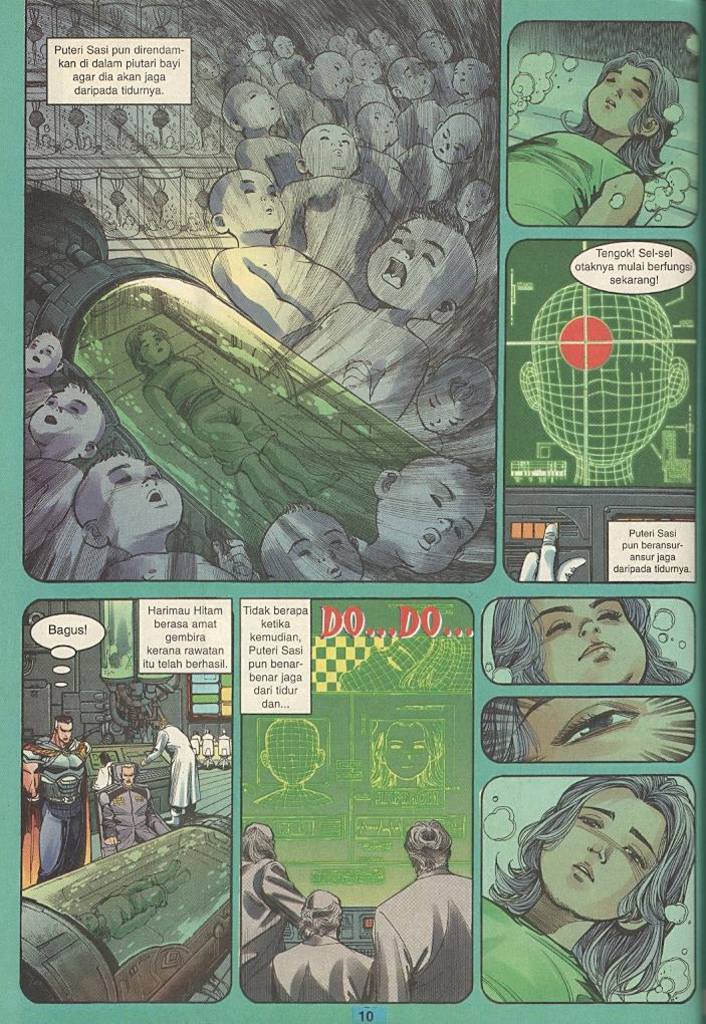 Puteri Sasi pun direndam-
kan di dalam plutari bayi
agar dia akan jaga
daripada tidurnya.
Tengok! Sel-sel
otaknya mulai berfungsi
sekarang!
Puteri Sasi
pun beransur-
ansur jaga
daripada tidurnya.
Bagus!
Harimau Hitam
berasa amat
gembira
kerana rawatan
itu telah berhasil.
Tidak berapa
ketika
kemudian,
Puteri Sasi
pun benar-
benar jaga
dari tidur
dan...
DO...DO...
10